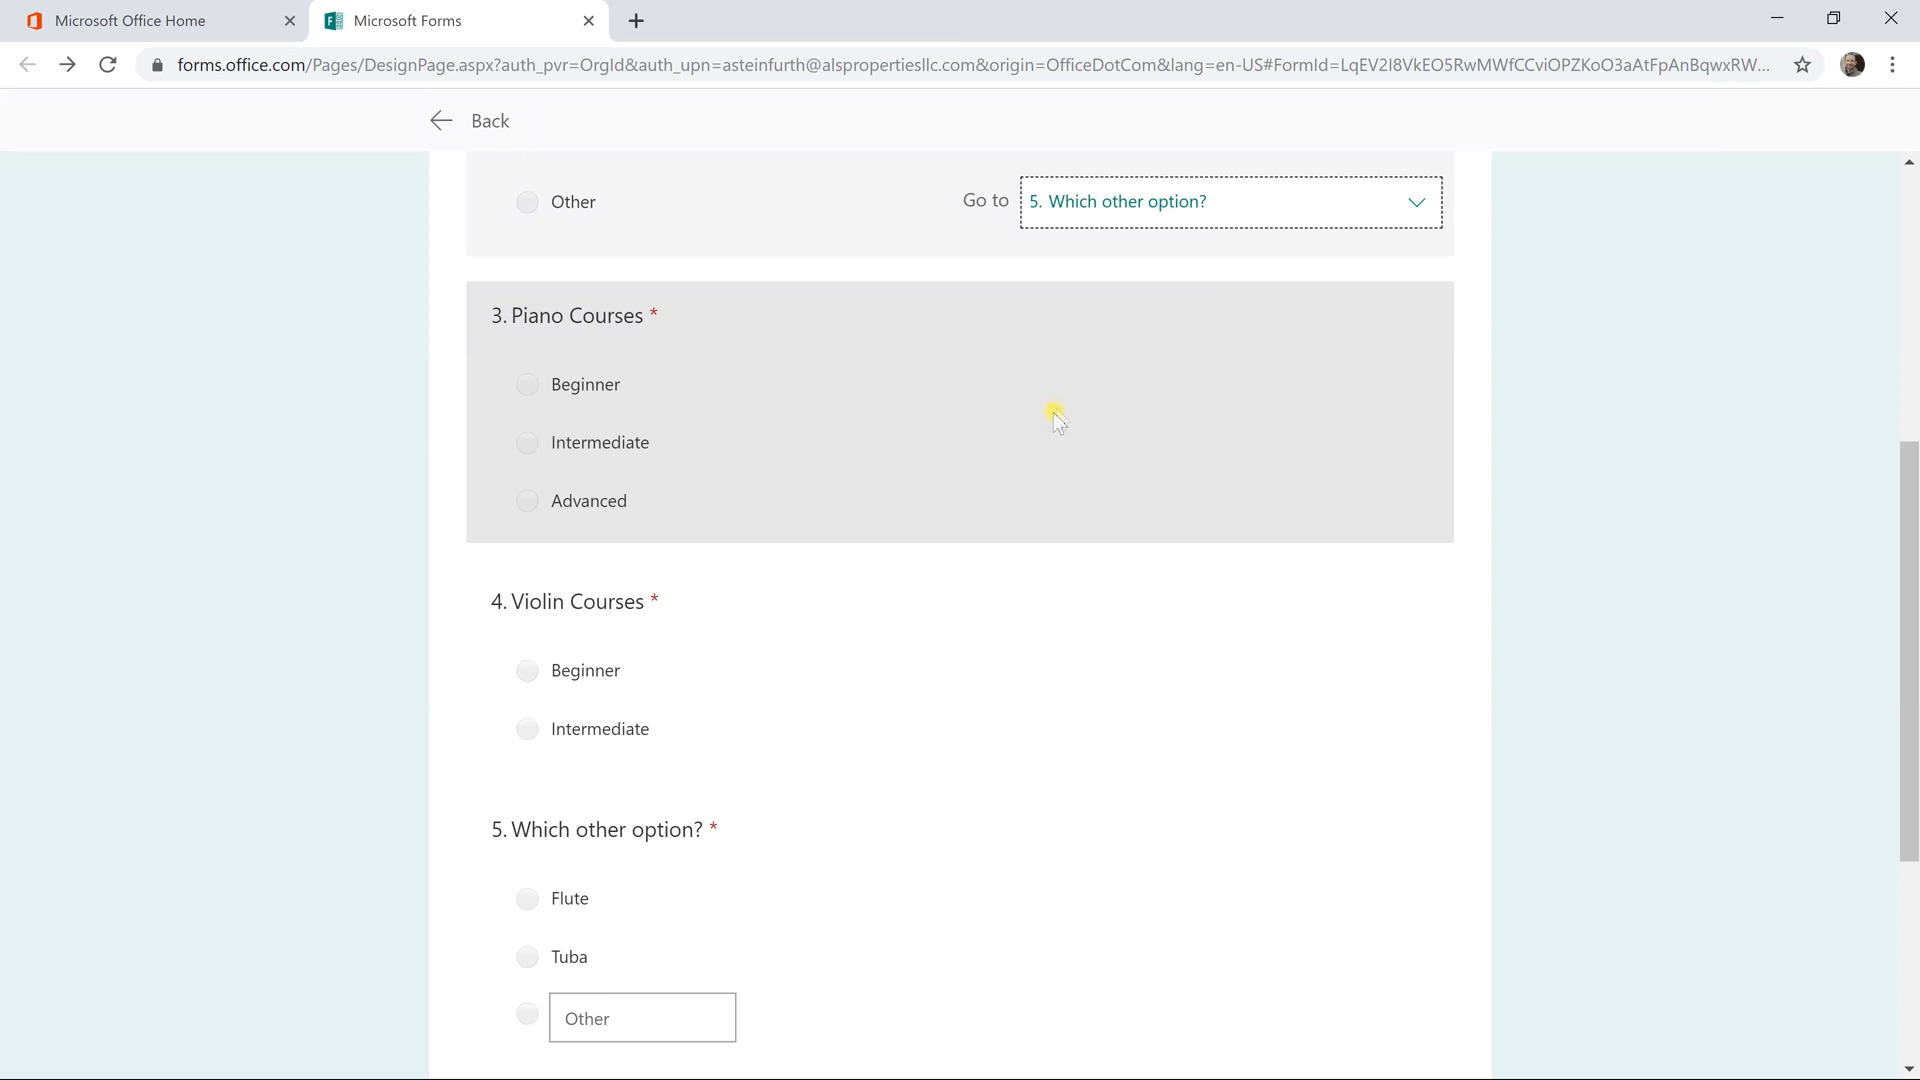 Microsoft Office Home
Microsoft Forms
forms.office.com/Pages/DesignPage.aspx?auth_pvr=OrgId&auth_upn=asteinfurth@alspropertiesllc.com&origin=OfficeDotCom&lang=en-US#FormId=LqEV2I8VkEO5RwMWfCCviOPZKoO3aAtFpAnBqwxRW...
Back
Other Go to 5. Which other option?
3. Piano Courses *
Beginner
Intermediate
Advanced
4. Violin Courses *
Beginner
Intermediate
5. Which other option? *
Flute
Tuba
Other